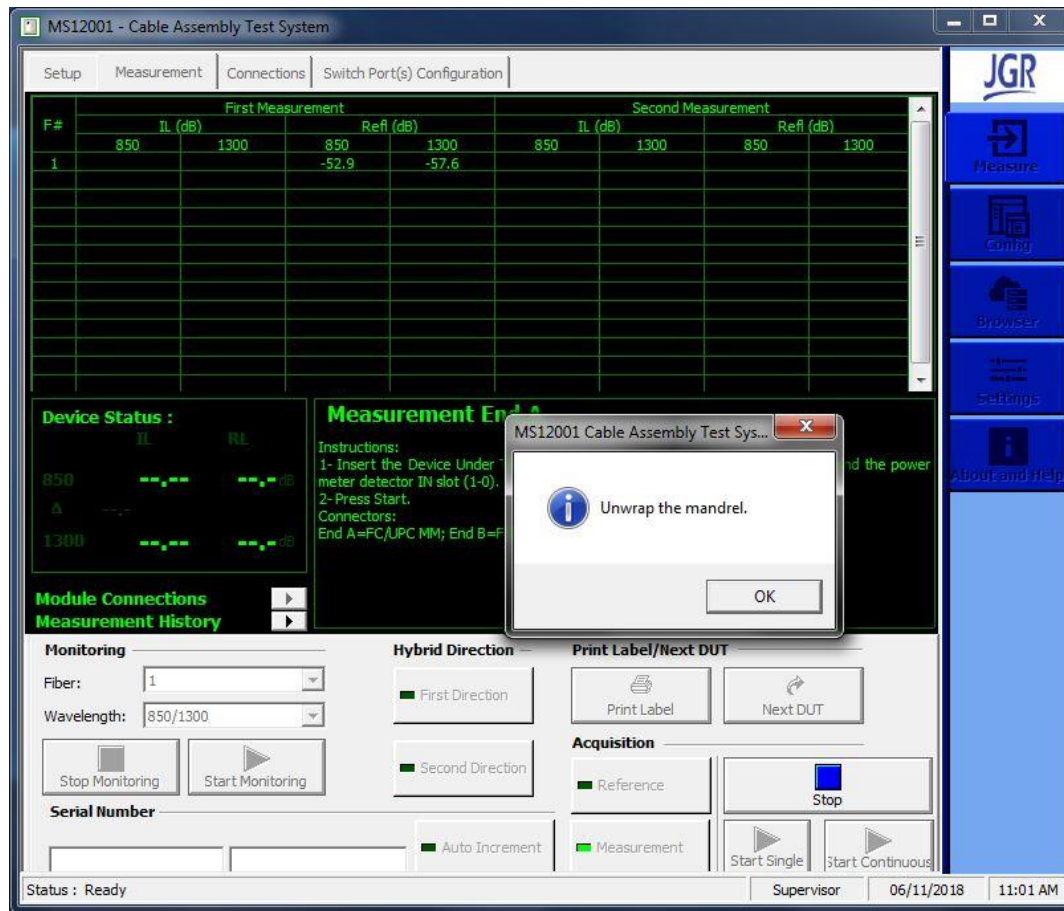 MS12001 - Cable Assembly Test System
Setup Measurement Connections Switch Port(s) Configuration
JGR
First Measurement Second Measurement
F# IL (dB) Refl (dB) IL (dB) Refl (dB)
850 1300 850 1300 850 1300 850 1300
1 -52.9 -57.6
Measure
Config
Browser
Settings
About and Help
Device Status :
IL RL
850 --.-- --.- dB
Δ --.-
1300 --.-- --.- dB
Module Connections
Measurement History
Measurement End A
Instructions:
1- Insert the Device Under nd the power
meter detector IN slot (1-0).
2- Press Start.
Connectors:
End A=FC/UPC MM; End B=F
MS12001 Cable Assembly Test Sys...
Unwrap the mandrel.
OK
Monitoring
Fiber: 1
Wavelength: 850/1300
Stop Monitoring Start Monitoring
Hybrid Direction
First Direction
Second Direction
Print Label/Next DUT
Print Label Next DUT
Acquisition
Reference
Stop
Serial Number
Auto Increment
Measurement
Start Single Start Continuous
Status : Ready Supervisor 06/11/2018 11:01 AM